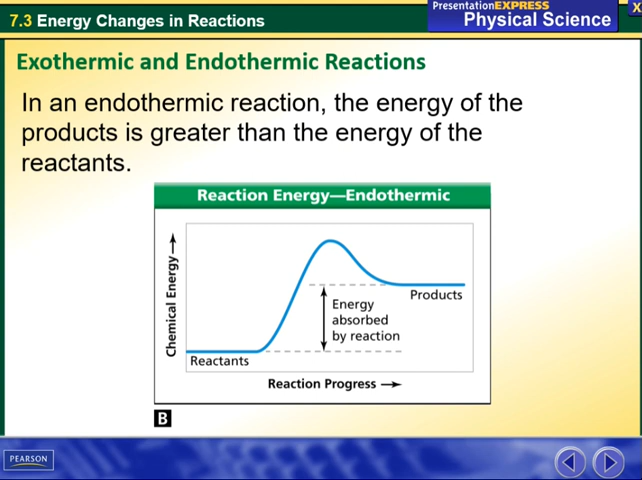 7.3 Energy Changes in Reactions
PresentationEXPRESS
Physical Science
X
Exothermic and Endothermic Reactions
In an endothermic reaction, the energy of the
products is greater than the energy of the
reactants.
Reaction Energy—Endothermic
Chemical Energy
Products
Energy
absorbed
by reaction
Reactants
Reaction Progress
B
PEARSON